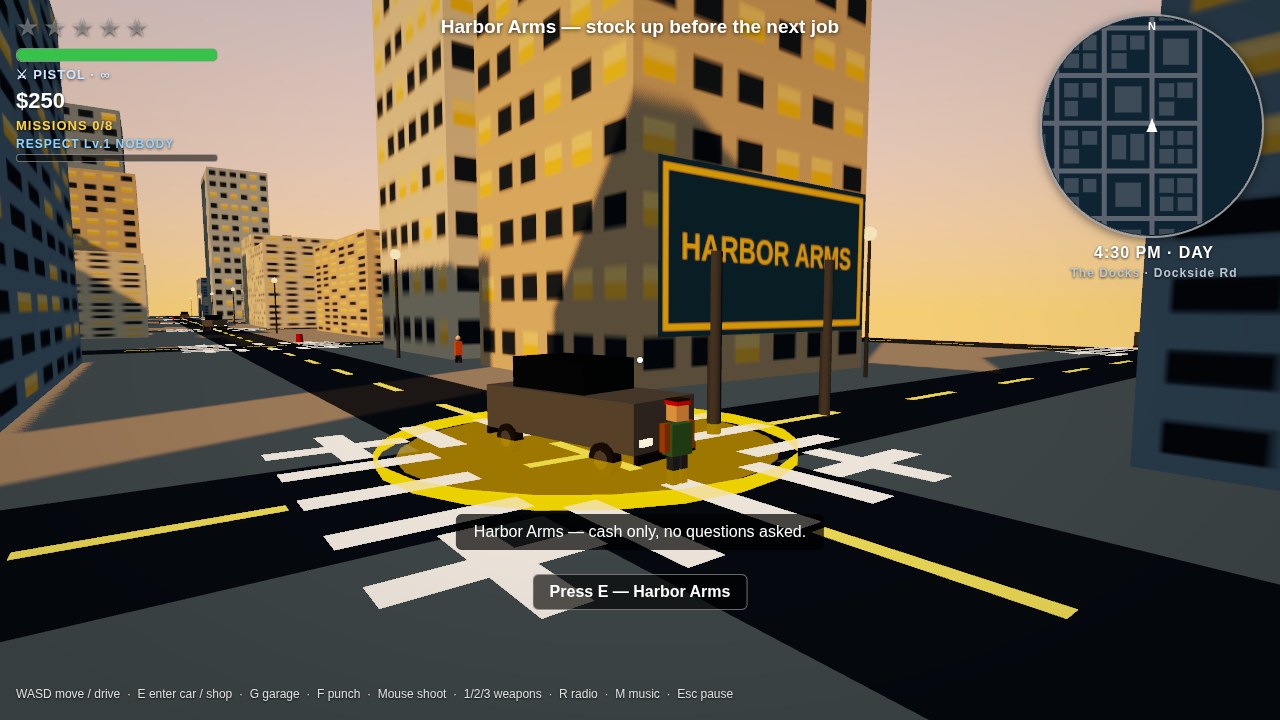 Harbor Arms — stock up before the next job
N
⚔ PISTOL · ∞
$250
MISSIONS 0/8
RESPECT Lv.1 NOBODY
HARBOR ARMS
4:30 PM · DAY
The Docks · Dockside Rd
Harbor Arms — cash only, no questions asked.
Press E — Harbor Arms
WASD move / drive · E enter car / shop · G garage · F punch · Mouse shoot · 1/2/3 weapons · R radio · M music · Esc pause